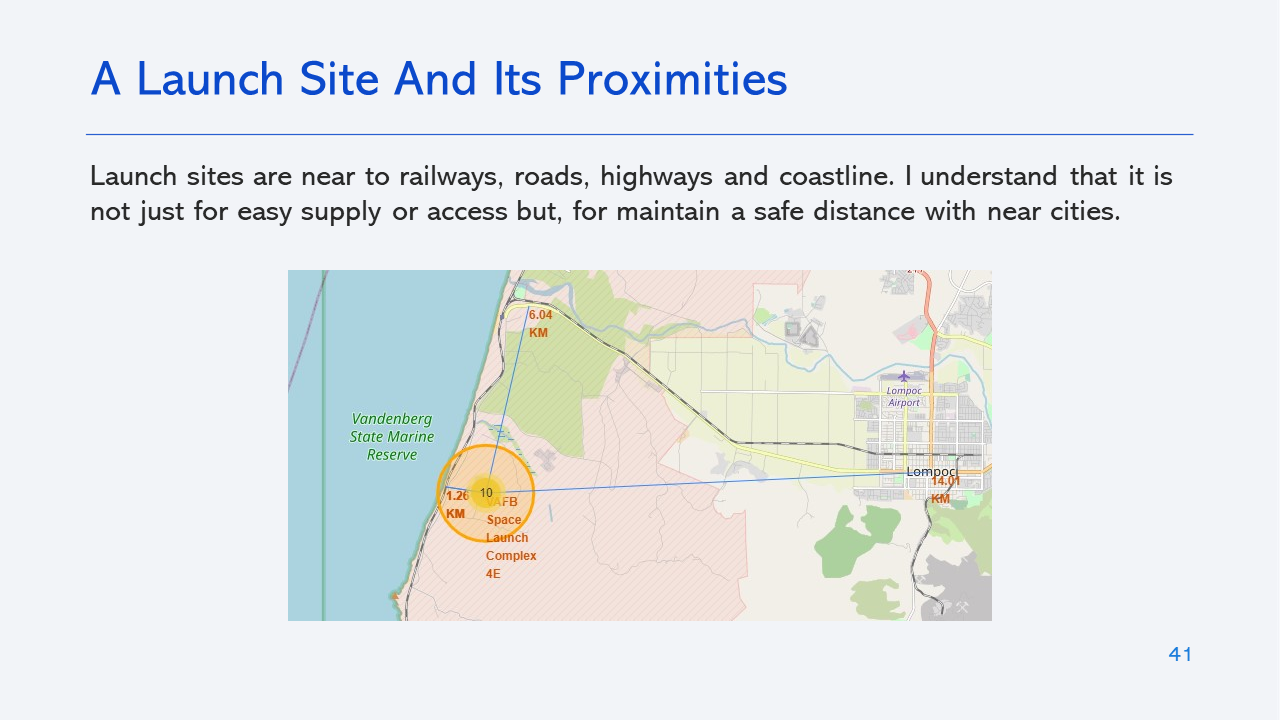 A Launch Site And Its Proximities
Launch sites are near to railways, roads, highways and coastline. I understand that it is
not just for easy supply or access but, for maintain a safe distance with near cities.
6.04
KM
Lompoc
Airport
Vandenberg
State Marine
Reserve
Lompoc
14.01
KM
1.26
KM
10
VAFB
Space
Launch
Complex
4E
41